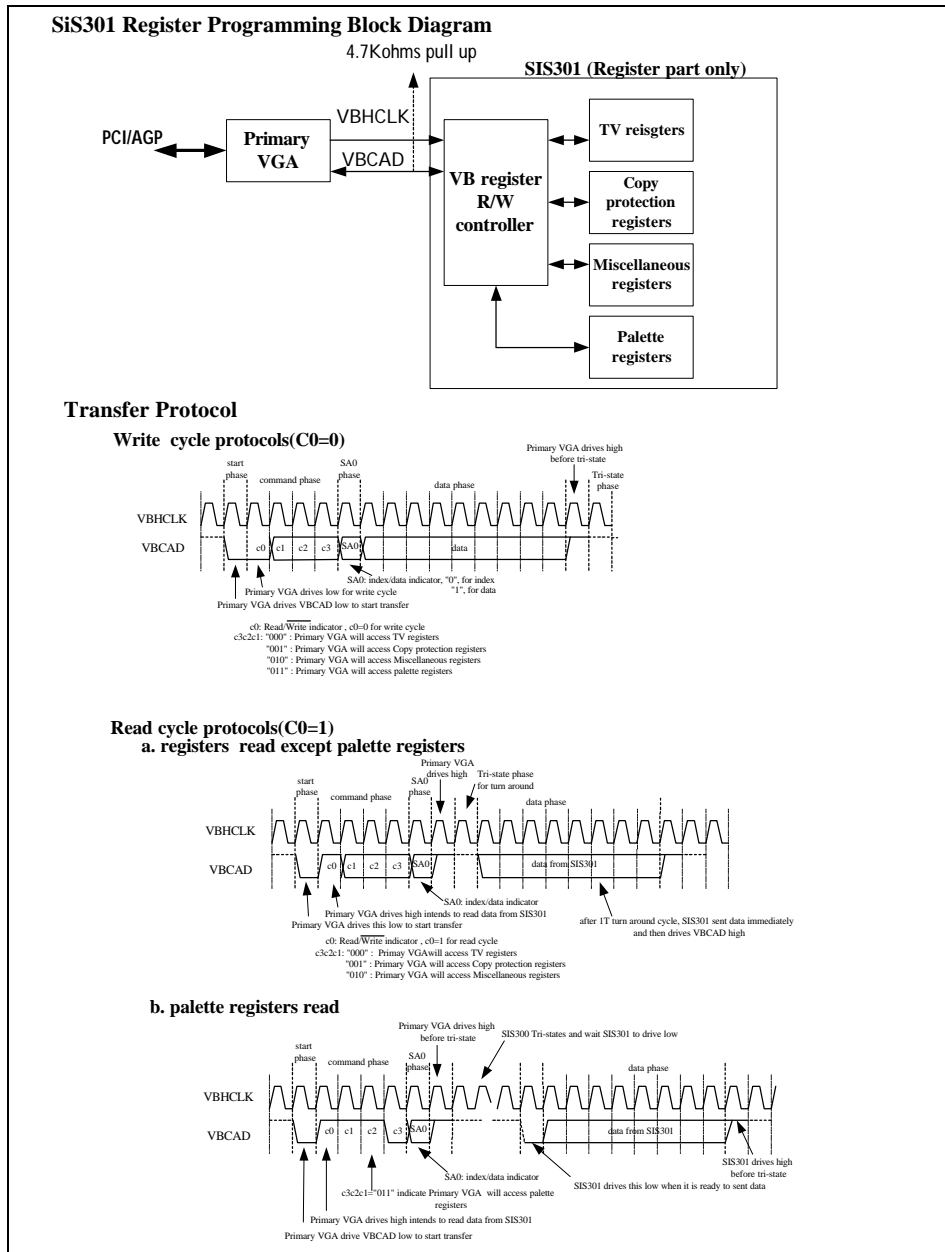 SiS301 Register Programming Block Diagram
4.7Kohms pull up
SIS301 (Register part only)
VBHCLK
PCI/AGP
Primary
VGA
VBCAD
VB register
R/W
controller
TV reisgters
Copy
protection
registers
Miscellaneous
registers
Palette
registers
Transfer Protocol
Write cycle protocols(C0=0)
Primary VGA drives high
before tri-state
start
phase
command phase
SA0
phase
data phase
Tri-state
phase
VBHCLK
VBCAD
c0
c1
c2
c3
SA0
data
SA0: index/data indicator, "0", for index
"1", for data
Primary VGA drives low for write cycle
Primary VGA drives VBCAD low to start transfer
c0: Read/Write indicator , c0=0 for write cycle
c3c2c1: "000" : Primary VGA will access TV registers
"001" : Primary VGA will access Copy protection registers
"010" : Primary VGA will access Miscellaneous registers
"011" : Primary VGA will access palette registers
Read cycle protocols(C0=1)
a. registers read except palette registers
Primary VGA
drives high
Tri-state phase
for turn around
start
phase
command phase
SA0
phase
data phase
VBHCLK
VBCAD
c0
c1
c2
c3
SA0
data from SIS301
SA0: index/data indicator
Primary VGA drives high intends to read data from SIS301
Primary VGA drives this low to start transfer
after 1T turn around cycle, SIS301 sent data immediately
and then drives VBCAD high
c0: Read/Write indicator , c0=1 for read cycle
c3c2c1: "000" : Primay VGAwill access TV registers
"001" : Primary VGA will access Copy protection registers
"010" : Primary VGA will access Miscellaneous registers
b. palette registers read
Primary VGA drives high
before tri-state
SIS300 Tri-states and wait SIS301 to drive low
start
phase
command phase
SA0
phase
data phase
VBHCLK
VBCAD
c0
c1
c2
c3
SA0
data from SIS301
SA0: index/data indicator
SIS301 drives high
before tri-state
SIS301 drives this low when it is ready to sent data
c3c2c1="011" indicate Primary VGA will access palette
registers
Primary VGA drives high intends to read data from SIS301
Primary VGA drive VBCAD low to start transfer